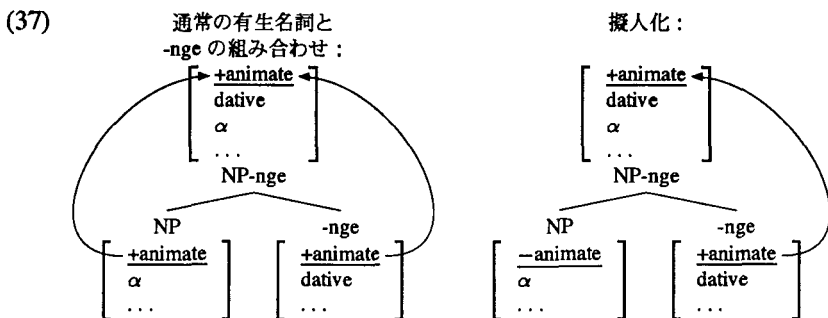 (37) 通常の有生名詞と 擬人化：
-nge の組み合わせ：
+animate +animate
dative dative
α α
... ...
NP-nge NP-nge
NP -nge NP -nge
+animate +animate −animate +animate
α dative α dative
... ... ... ...